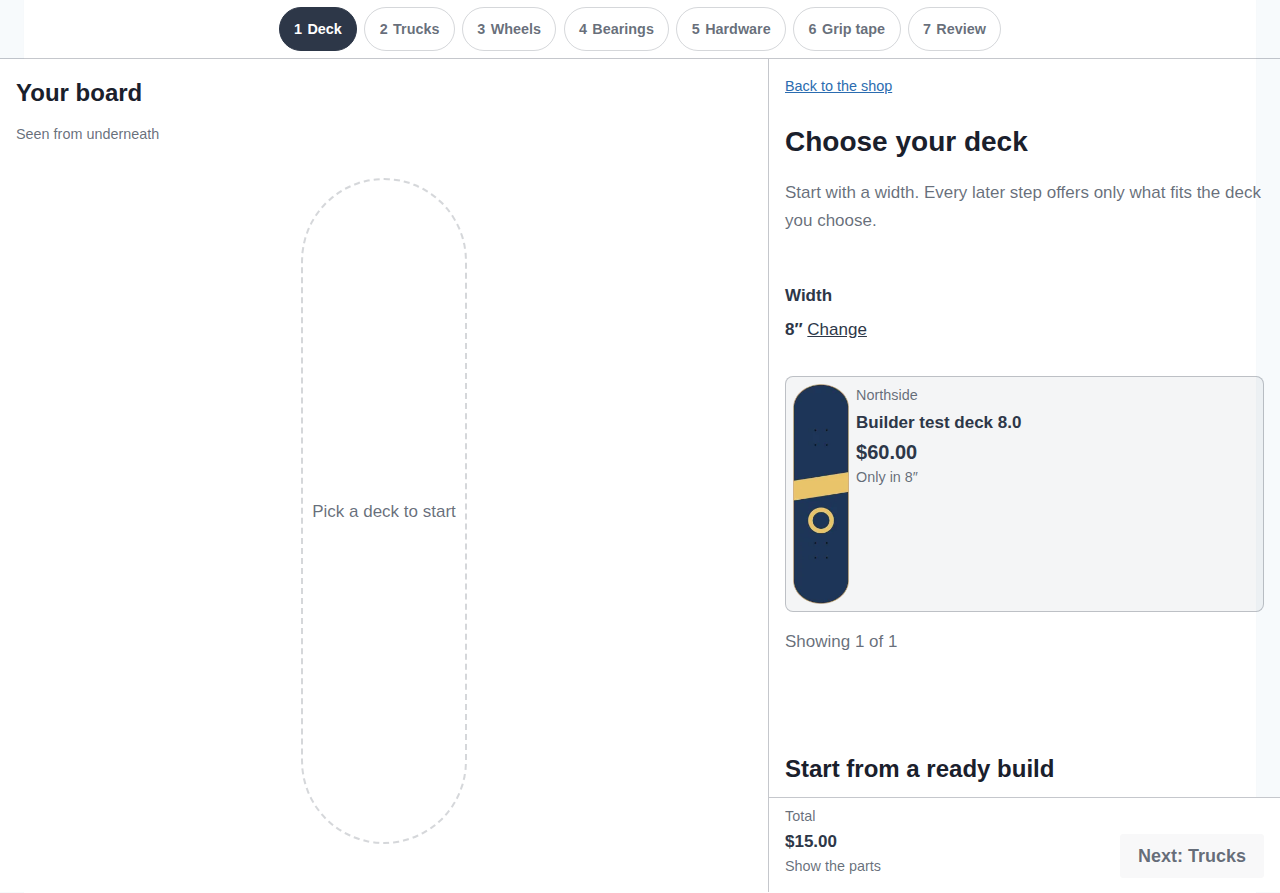 1 Deck
2 Trucks
3 Wheels
4 Bearings
5 Hardware
6 Grip tape
7 Review
Your board
Seen from underneath
Pick a deck to start
Back to the shop
Choose your deck
Start with a width. Every later step offers only what fits the deck
you choose.
Width
8″ Change
Northside
Builder test deck 8.0
$60.00
Only in 8″
Showing 1 of 1
Start from a ready build
Total
$15.00
Show the parts
Next: Trucks